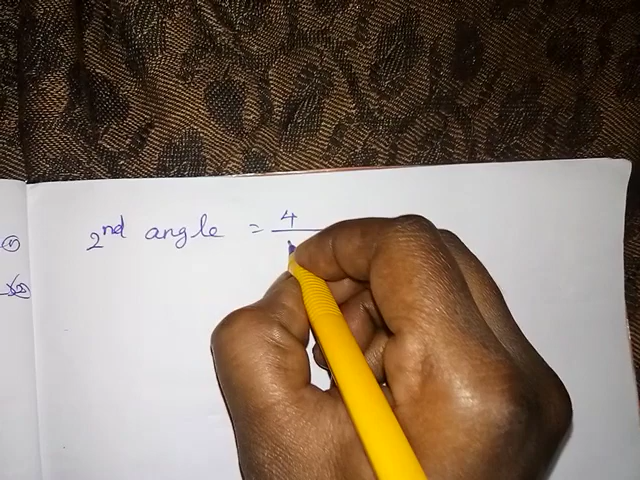 2nd angle = 4